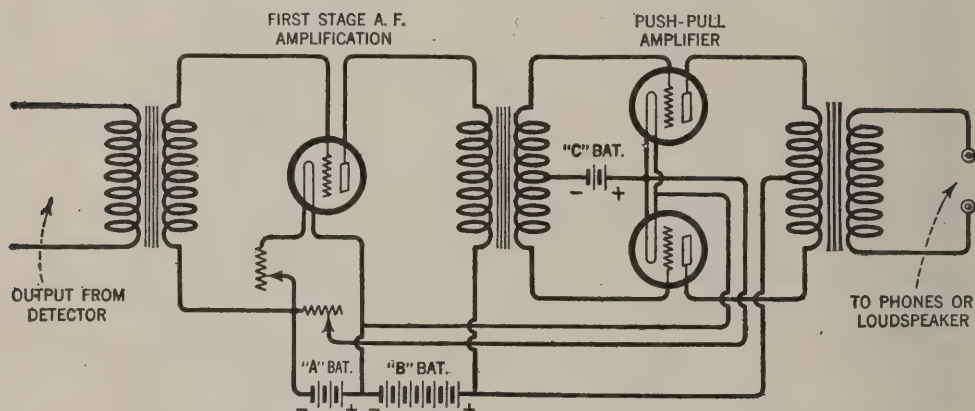 FIRST STAGE A. F.
AMPLIFICATION
PUSH-PULL
AMPLIFIER
"C" BAT.
- +
OUTPUT FROM
DETECTOR
TO PHONES OR
LOUDSPEAKER
"A" BAT. "B" BAT.
- + - +